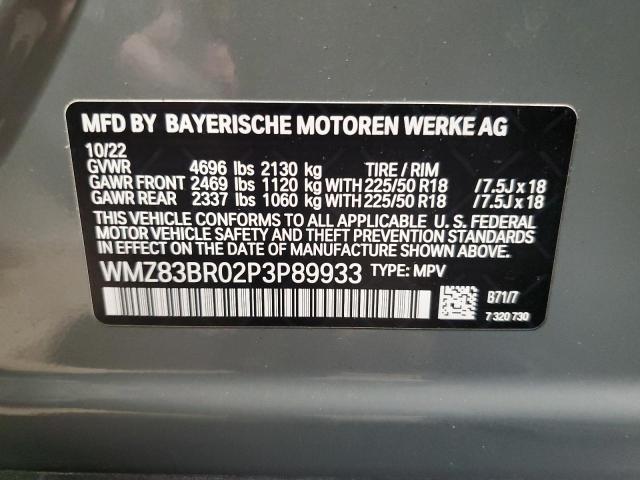 MFD BY BAYERISCHE MOTOREN WERKE AG
10/22
GVWR 4696 lbs 2130 kg TIRE / RIM
GAWR FRONT 2469 lbs 1120 kg WITH 225/50 R18 /7.5J x 18
GAWR REAR 2337 lbs 1060 kg WITH 225/50 R18 /7.5J x 18
THIS VEHICLE CONFORMS TO ALL APPLICABLE U. S. FEDERAL
MOTOR VEHICLE SAFETY AND THEFT PREVENTION STANDARDS
IN EFFECT ON THE DATE OF MANUFACTURE SHOWN ABOVE.
WMZ83BR02P3P89933 TYPE: MPV
B71/7
7 320 730